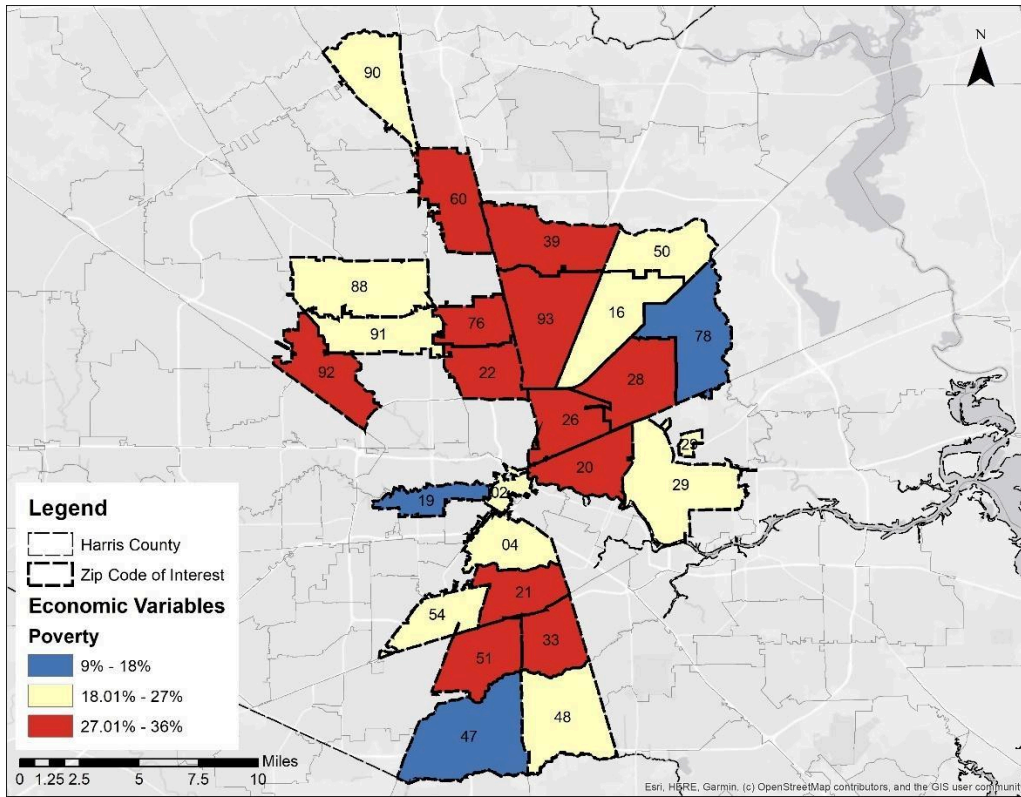 N
90
60
39
50
88
76
93
16
91
78
92
22
28
26
20
29
29
19
02
04
21
54
33
51
48
47
Legend
Harris County
Zip Code of Interest
Economic Variables
Poverty
9% - 18%
18.01% - 27%
27.01% - 36%
Miles
0 1.25 2.5 5 7.5 10
Esri, HERE, Garmin, (c) OpenStreetMap contributors, and the GIS user communit